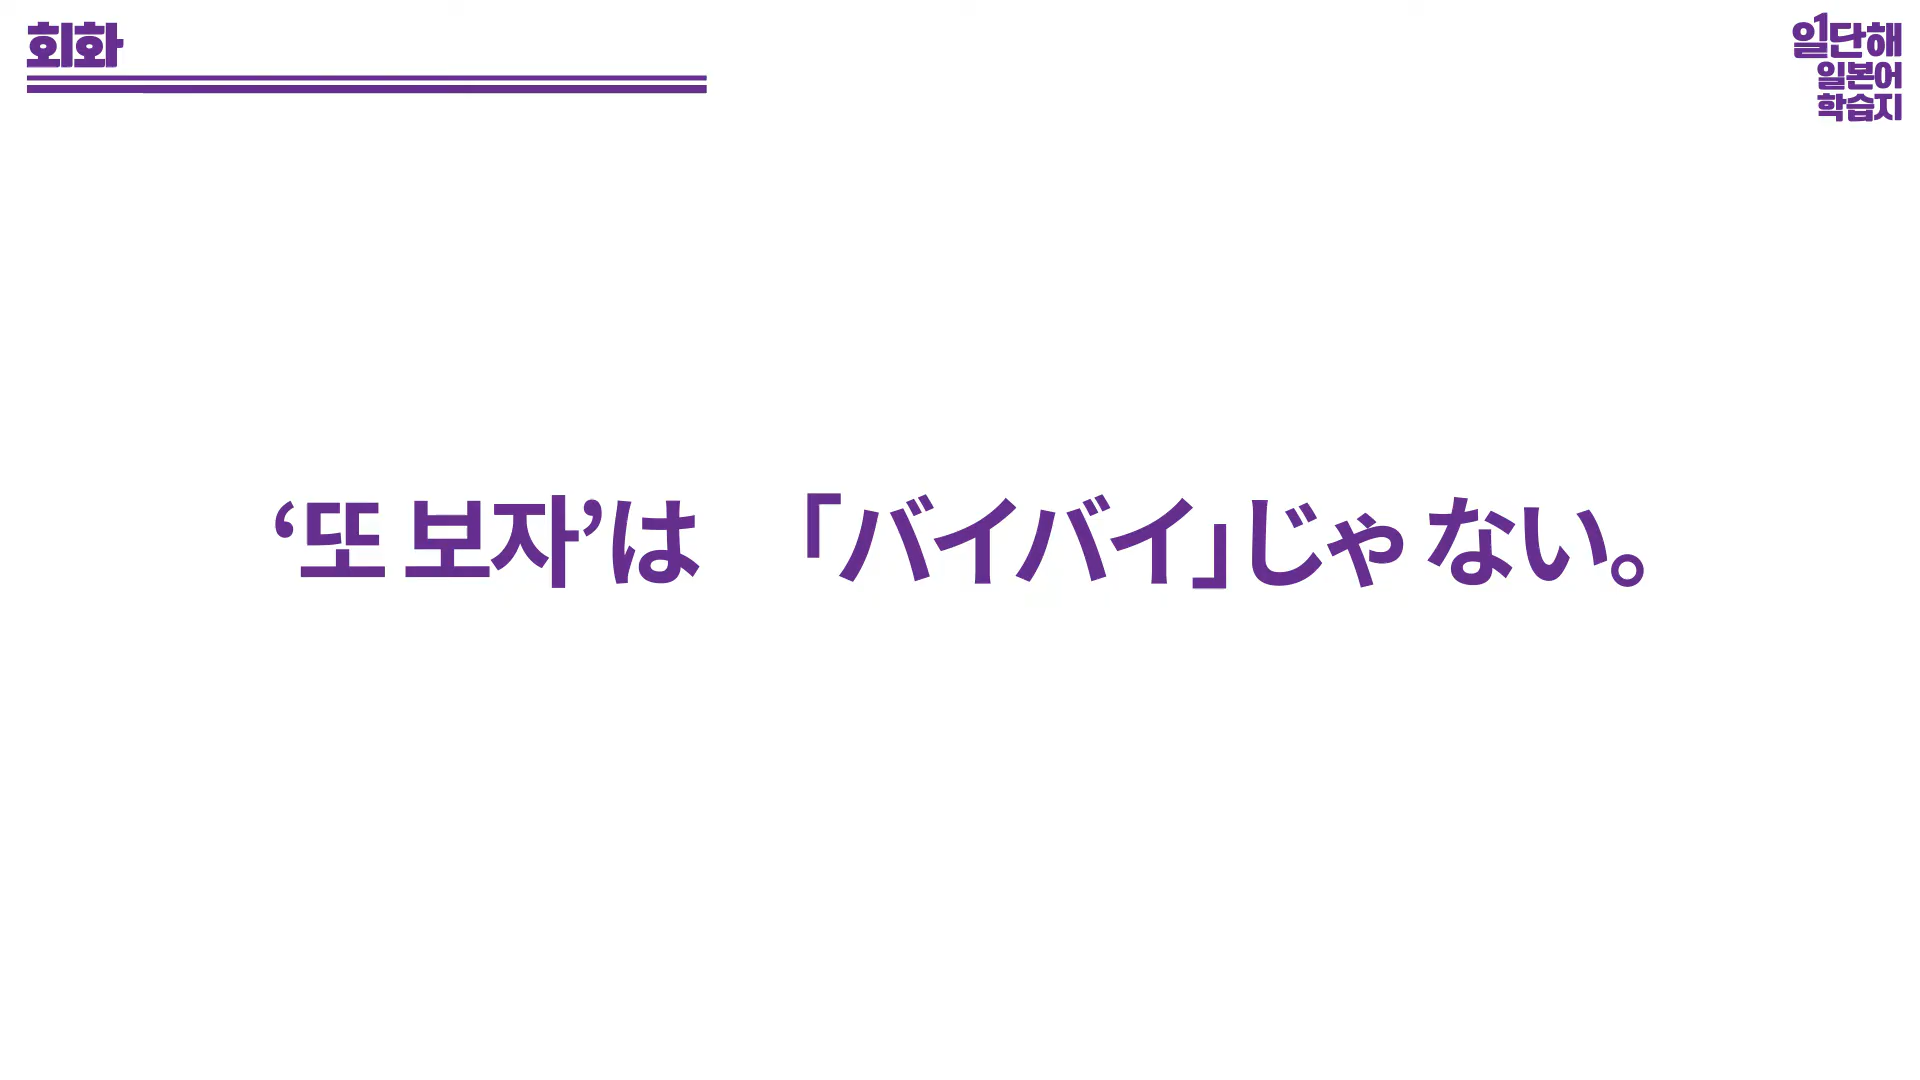 회화
일단해
일본어
학습지
‘또 보자’は 「バイバイ」じゃ ない。